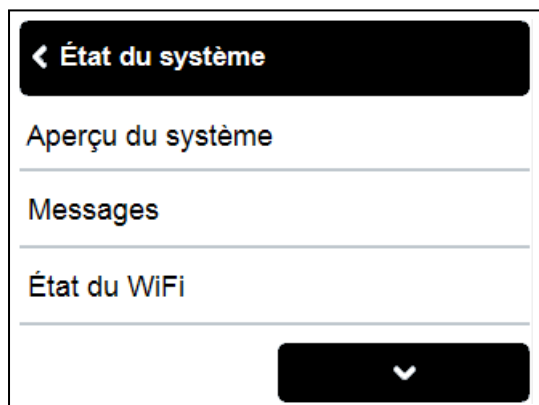 État du système
Aperçu du système
Messages
État du WiFi